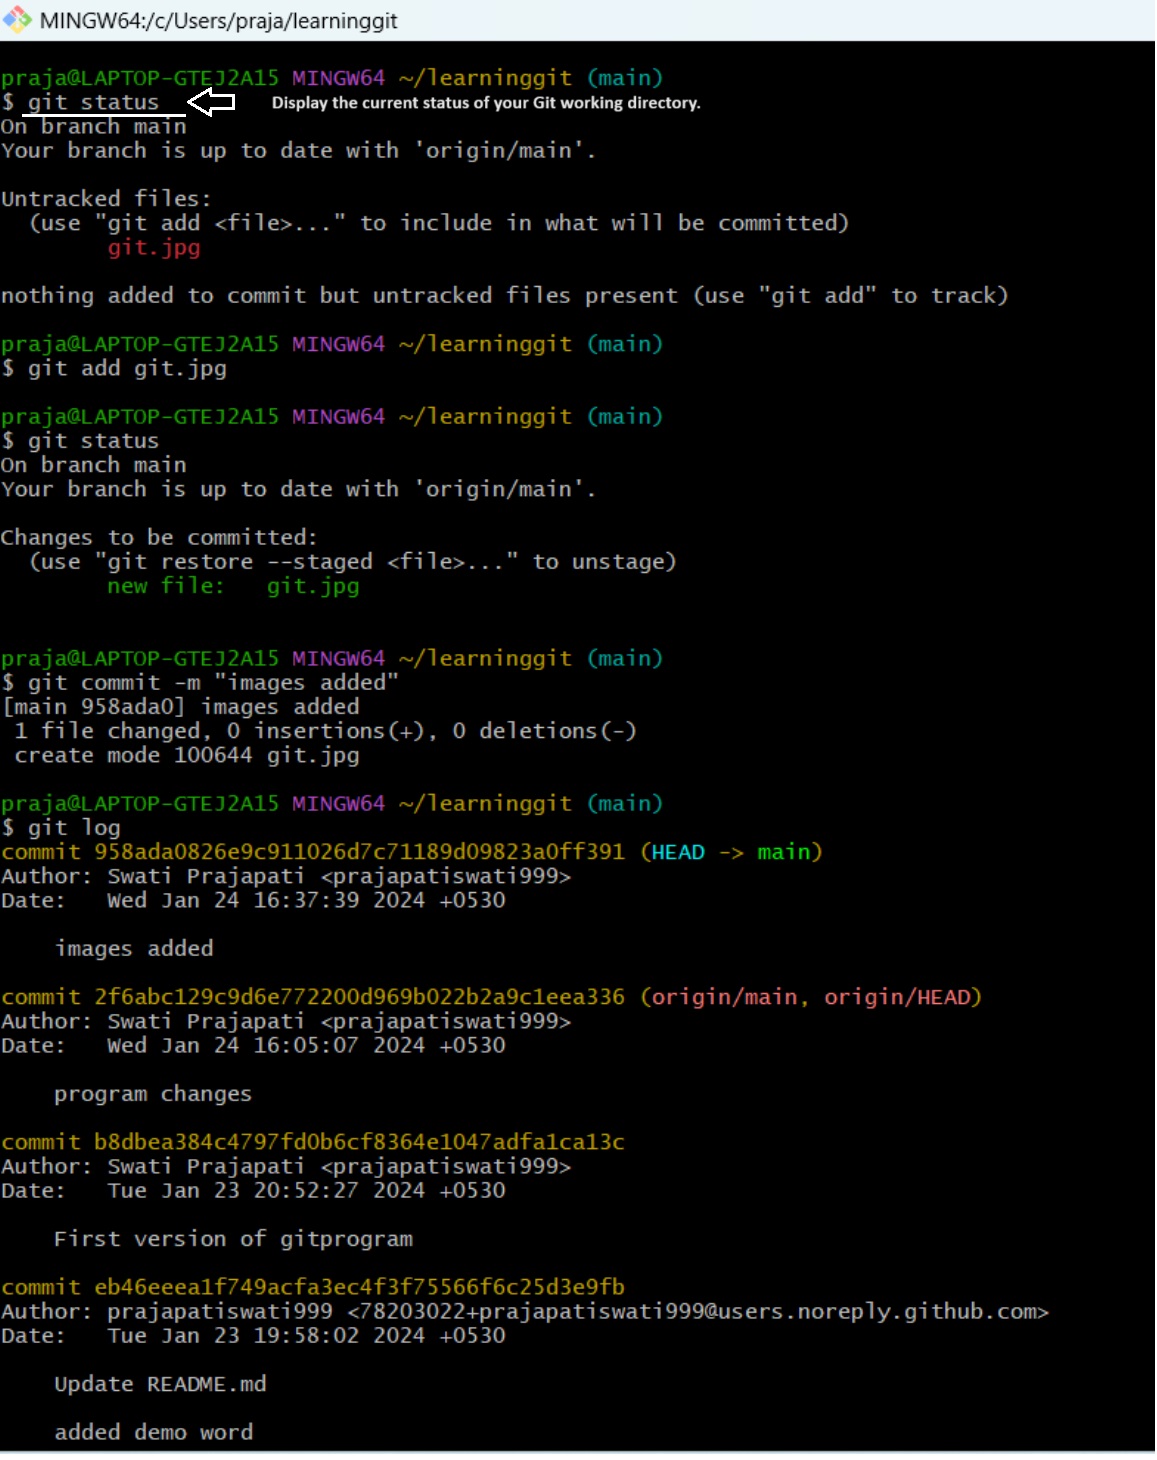 MINGW64:/c/Users/praja/learninggit
praja@LAPTOP-GTEJ2A15 MINGW64 ~/learninggit (main)
$ git status Display the current status of your Git working directory.
On branch main
Your branch is up to date with 'origin/main'.
Untracked files:
  (use "git add <file>..." to include in what will be committed)
        git.jpg
nothing added to commit but untracked files present (use "git add" to track)
praja@LAPTOP-GTEJ2A15 MINGW64 ~/learninggit (main)
$ git add git.jpg
praja@LAPTOP-GTEJ2A15 MINGW64 ~/learninggit (main)
$ git status
On branch main
Your branch is up to date with 'origin/main'.
Changes to be committed:
  (use "git restore --staged <file>..." to unstage)
        new file:   git.jpg
praja@LAPTOP-GTEJ2A15 MINGW64 ~/learninggit (main)
$ git commit -m "images added"
[main 958ada0] images added
 1 file changed, 0 insertions(+), 0 deletions(-)
 create mode 100644 git.jpg
praja@LAPTOP-GTEJ2A15 MINGW64 ~/learninggit (main)
$ git log
commit 958ada0826e9c911026d7c71189d09823a0ff391 (HEAD -> main)
Author: Swati Prajapati <prajapatiswati999>
Date:   Wed Jan 24 16:37:39 2024 +0530
    images added
commit 2f6abc129c9d6e772200d969b022b2a9c1eea336 (origin/main, origin/HEAD)
Author: Swati Prajapati <prajapatiswati999>
Date:   Wed Jan 24 16:05:07 2024 +0530
    program changes
commit b8dbea384c4797fd0b6cf8364e1047adfa1ca13c
Author: Swati Prajapati <prajapatiswati999>
Date:   Tue Jan 23 20:52:27 2024 +0530
    First version of gitprogram
commit eb46eeea1f749acfa3ec4f3f75566f6c25d3e9fb
Author: prajapatiswati999 <78203022+prajapatiswati999@users.noreply.github.com>
Date:   Tue Jan 23 19:58:02 2024 +0530
    Update README.md
    added demo word